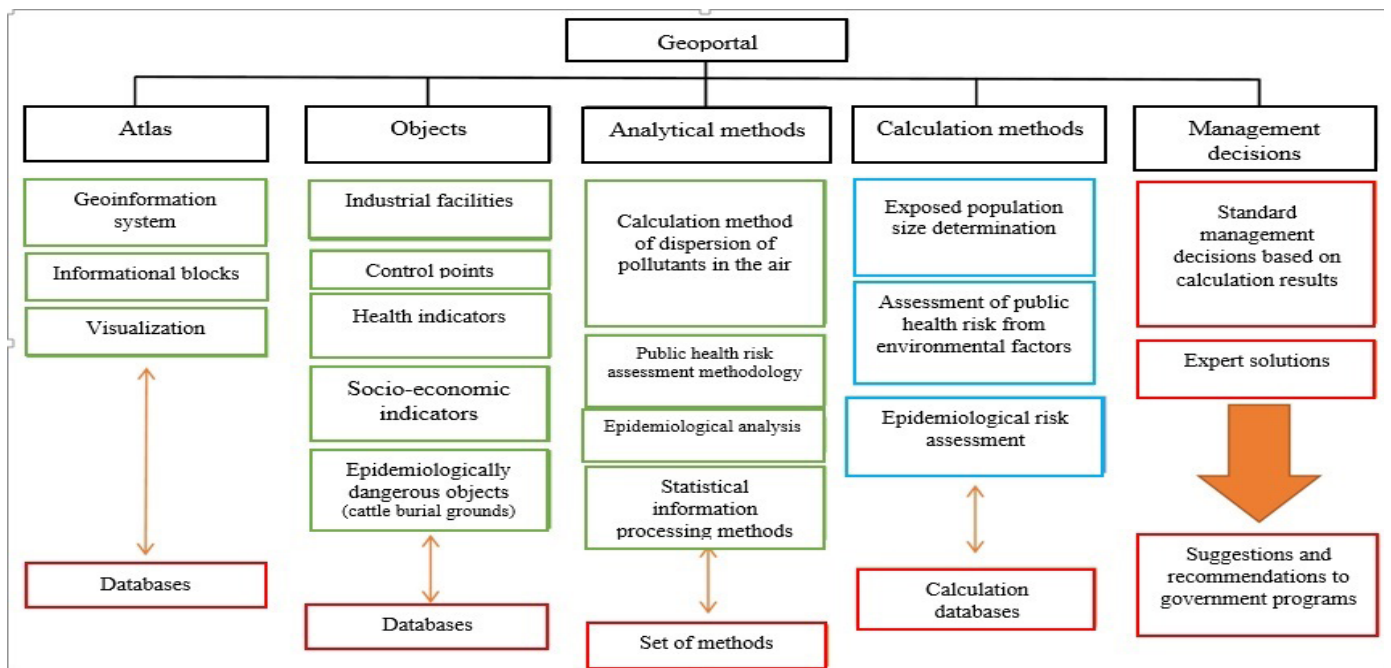 Geoportal
Atlas
Objects
Analytical methods
Calculation methods
Management
decisions
Geoinformation
system
Informational blocks
Visualization
Databases
Industrial facilities
Control points
Health indicators
Socio-economic
indicators
Epidemiologically
dangerous objects
(cattle burial grounds)
Databases
Calculation method
of dispersion of
pollutants in the air
Public health risk
assessment methodology
Epidemiological analysis
Statistical
information
processing methods
Set of methods
Exposed population
size determination
Assessment of public
health risk from
environmental factors
Epidemiological risk
assessment
Calculation
databases
Standard
management
decisions based on
calculation results
Expert solutions
Suggestions and
recommendations to
government programs